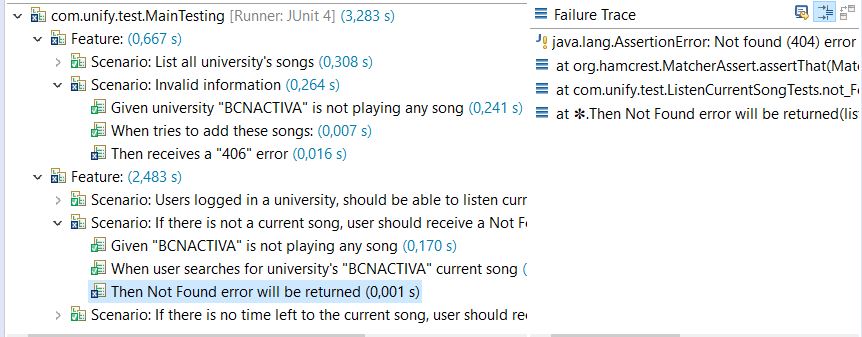 com.unify.test.MainTesting [Runner: JUnit 4] (3,283 s)
Feature: (0,667 s)
Scenario: List all university's songs (0,308 s)
Scenario: Invalid information (0,264 s)
Given university "BCNACTIVA" is not playing any song (0,241 s)
When tries to add these songs: (0,007 s)
Then receives a "406" error (0,016 s)
Feature: (2,483 s)
Scenario: Users logged in a university, should be able to listen curr
Scenario: If there is not a current song, user should receive a Not F
Given "BCNACTIVA" is not playing any song (0,170 s)
When user searches for university's "BCNACTIVA" current song (
Then Not Found error will be returned (0,001 s)
Scenario: If there is no time left to the current song, user should re
Failure Trace
java.lang.AssertionError: Not found (404) error
at org.hamcrest.MatcherAssert.assertThat(Matc
at com.unify.test.ListenCurrentSongTests.not_F
at ✽.Then Not Found error will be returned(lis